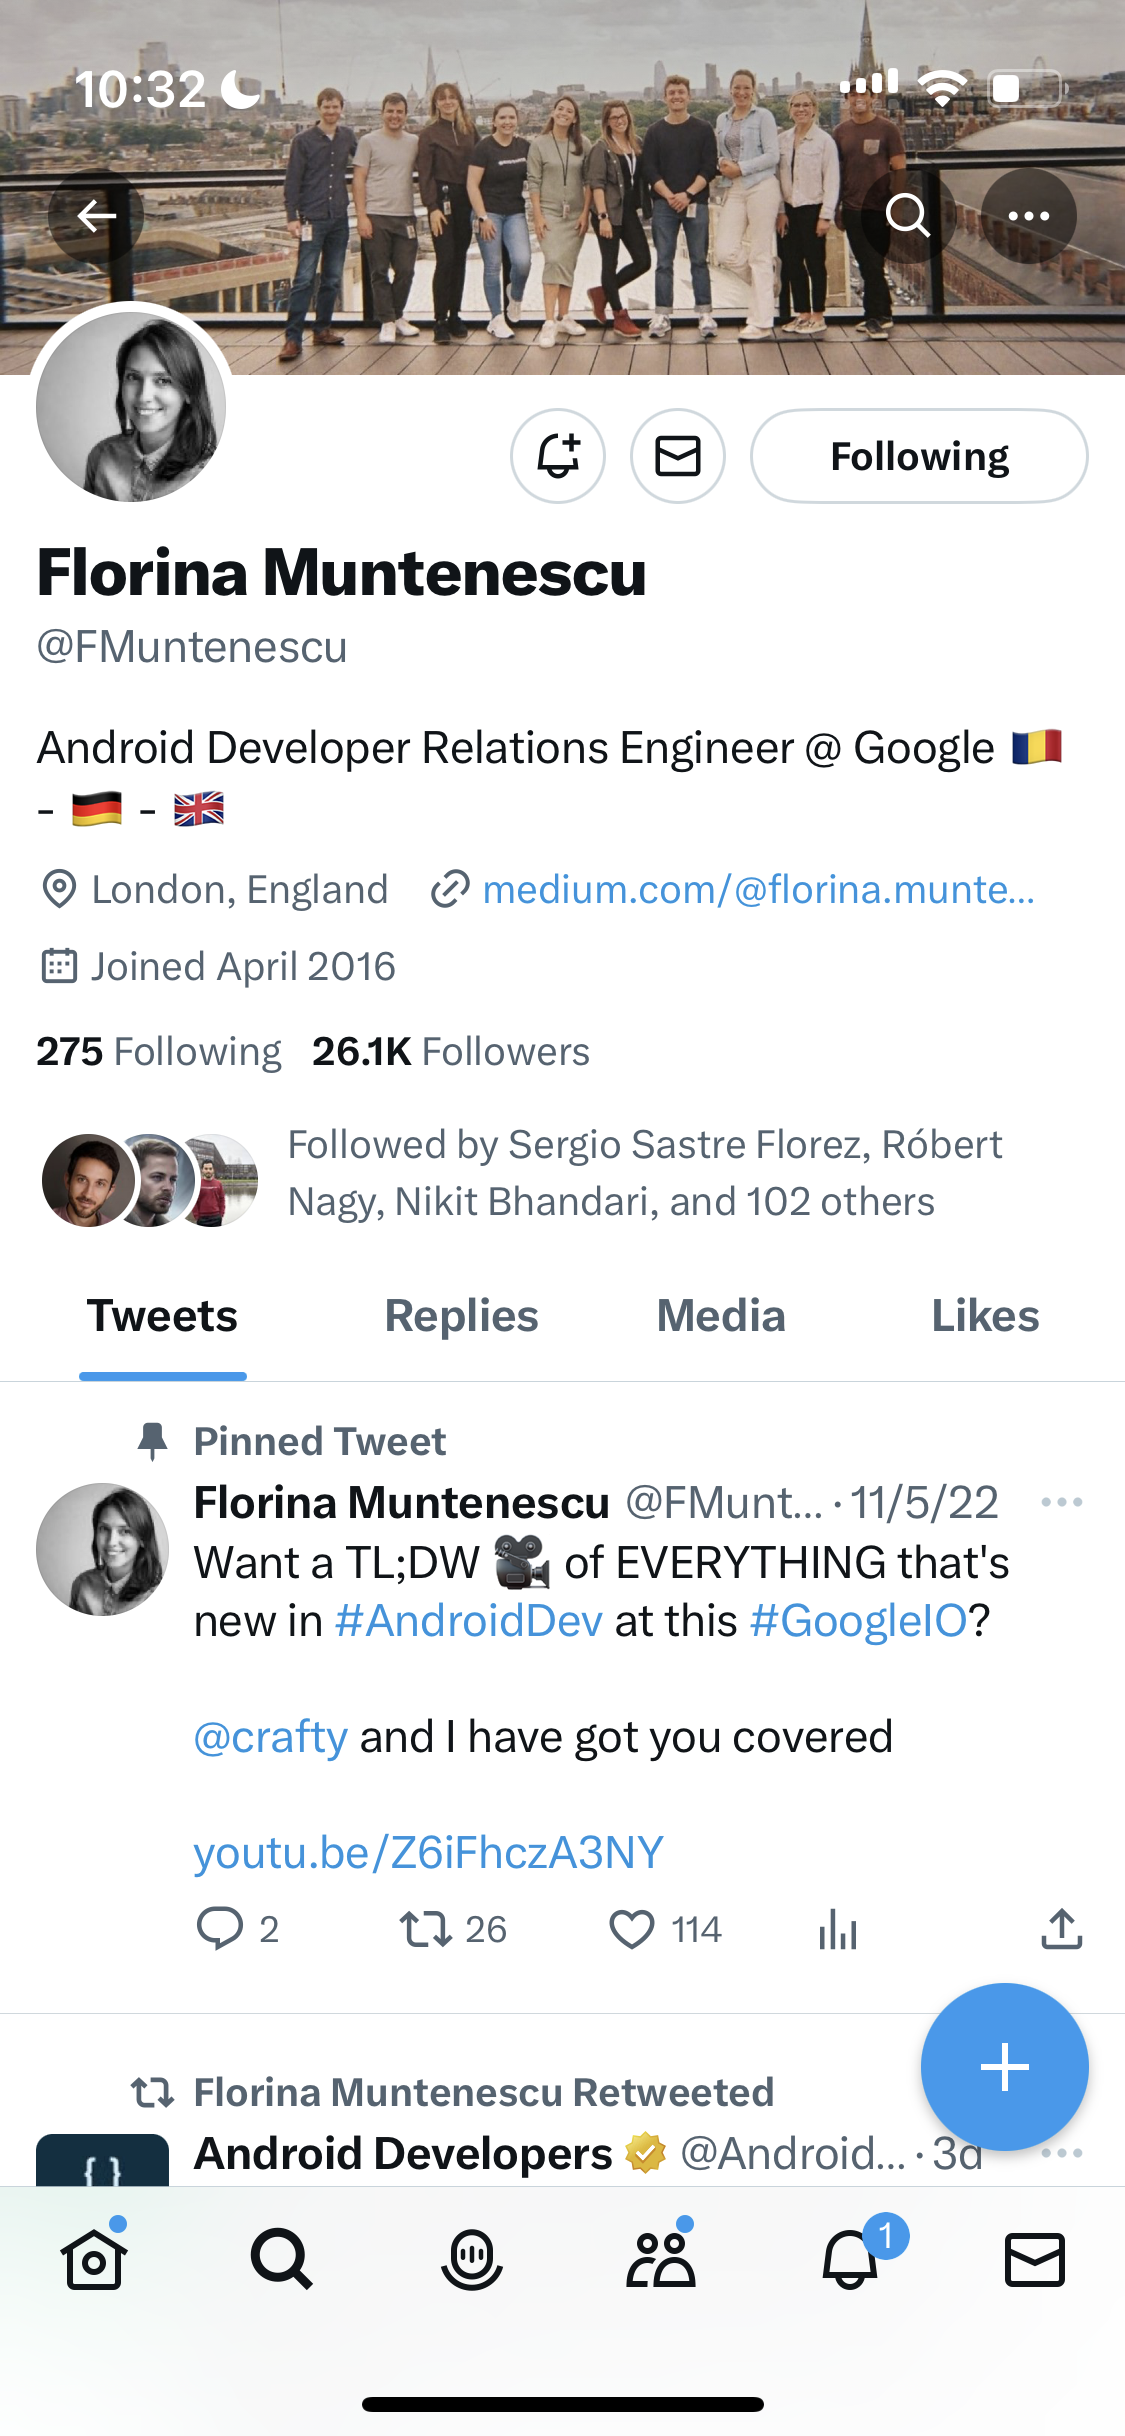 10:32
Following
Florina Muntenescu
@FMuntenescu
Android Developer Relations Engineer @ Google 🇷🇴
- 🇩🇪 - 🇬🇧
London, England medium.com/@florina.munte...
Joined April 2016
275 Following 26.1K Followers
Followed by Sergio Sastre Florez, Róbert
Nagy, Nikit Bhandari, and 102 others
Tweets Replies Media Likes
Pinned Tweet
Florina Muntenescu @FMunt... · 11/5/22
Want a TL;DW 🎥 of EVERYTHING that's
new in #AndroidDev at this #GoogleIO?
@crafty and I have got you covered
youtu.be/Z6iFhczA3NY
2 26 114
Florina Muntenescu Retweeted
Android Developers @Android... · 3d
{ }
1